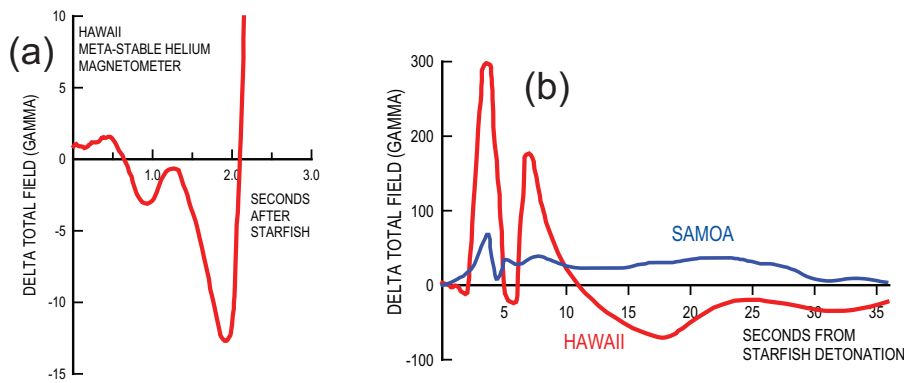 (a)
HAWAII
META-STABLE HELIUM
MAGNETOMETER
DELTA TOTAL FIELD (GAMMA)
10
5
0
-5
-10
-15
1.0
2.0
3.0
SECONDS
AFTER
STARFISH
(b)
DELTA TOTAL FIELD (GAMMA)
300
200
100
0
-100
5
10
15
20
25
30
35
SAMOA
HAWAII
SECONDS FROM
STARFISH DETONATION